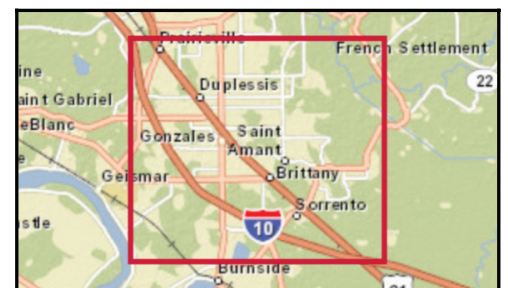 Prairieville
French Settlement
ine
22
Duplessis
aint Gabriel
eBlanc
Gonzales
Saint
Amant
e
Geismar
Brittany
Sorrento
stle
10
Burnside